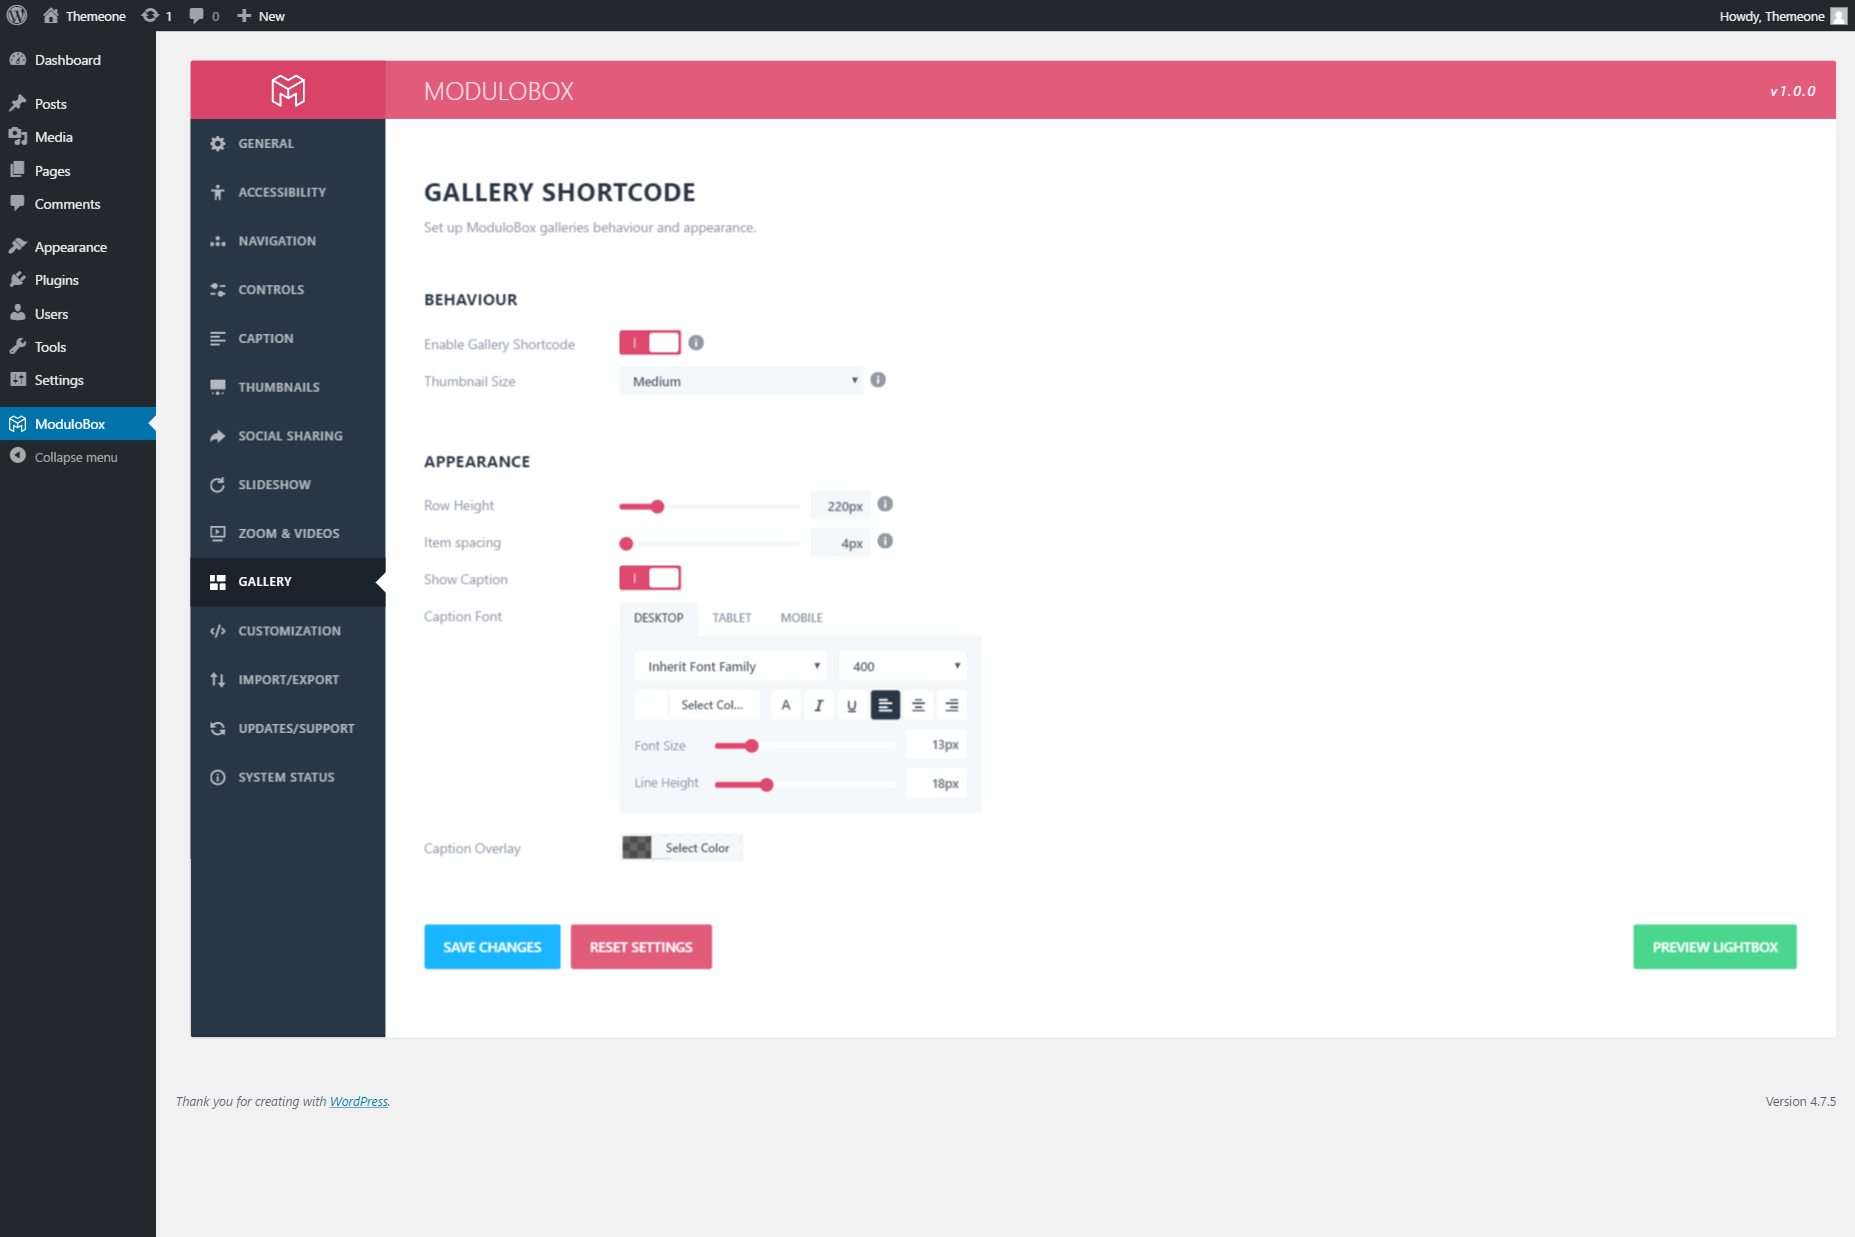 Themeone 1 0 New Howdy, Themeone
Dashboard
Posts
Media
Pages
Comments
Appearance
Plugins
Users
Tools
Settings
ModuloBox
Collapse menu
MODULOBOX v1.0.0
GENERAL
ACCESSIBILITY
NAVIGATION
CONTROLS
CAPTION
THUMBNAILS
SOCIAL SHARING
SLIDESHOW
ZOOM & VIDEOS
GALLERY
CUSTOMIZATION
IMPORT/EXPORT
UPDATES/SUPPORT
SYSTEM STATUS
GALLERY SHORTCODE
Set up ModuloBox galleries behaviour and appearance.
BEHAVIOUR
Enable Gallery Shortcode
Thumbnail Size Medium
APPEARANCE
Row Height 220px
Item spacing 4px
Show Caption
Caption Font DESKTOP TABLET MOBILE
Inherit Font Family 400
Select Col... A I U
Font Size 13px
Line Height 18px
Caption Overlay Select Color
SAVE CHANGES RESET SETTINGS PREVIEW LIGHTBOX
Thank you for creating with WordPress. Version 4.7.5